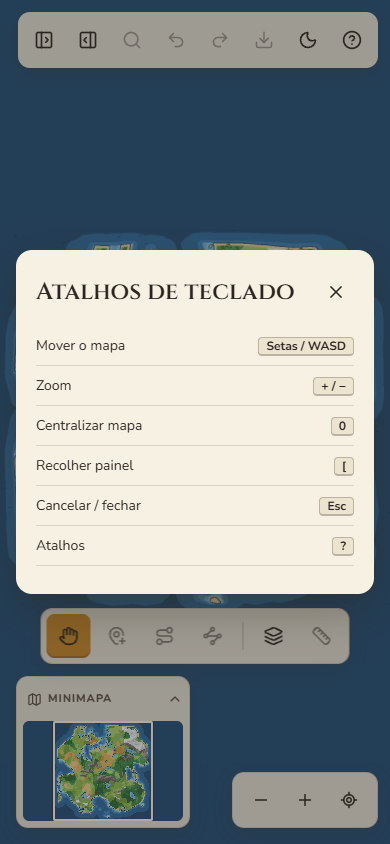 ATALHOS DE TECLADO
Mover o mapa Setas / WASD
Zoom + / −
Centralizar mapa 0
Recolher painel [
Cancelar / fechar Esc
Atalhos ?
MINIMAPA